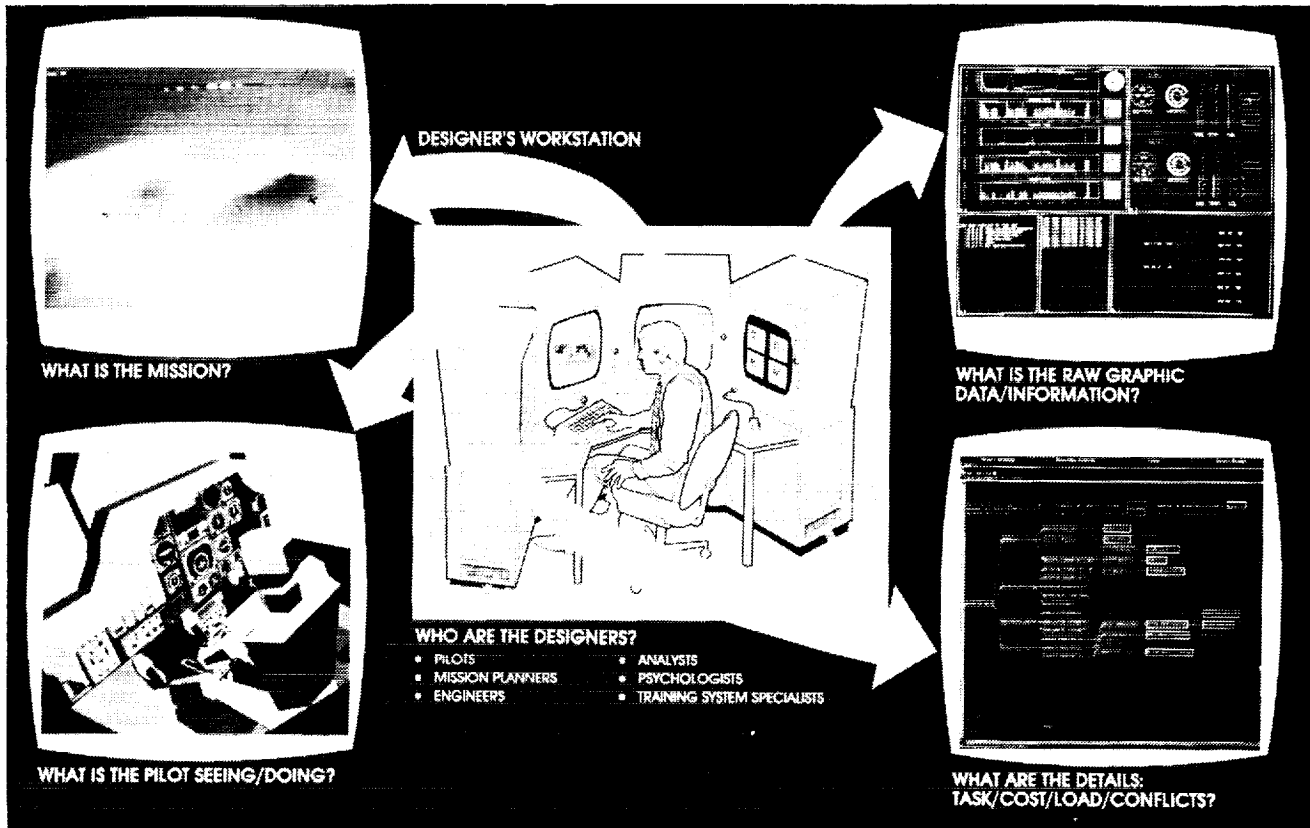 DESIGNER'S WORKSTATION
WHAT IS THE MISSION?
WHAT IS THE RAW GRAPHIC
DATA/INFORMATION?
WHO ARE THE DESIGNERS?
• PILOTS
• MISSION PLANNERS
• ENGINEERS
• ANALYSTS
• PSYCHOLOGISTS
• TRAINING SYSTEM SPECIALISTS
WHAT IS THE PILOT SEEING/DOING?
WHAT ARE THE DETAILS:
TASK/COST/LOAD/CONFLICTS?